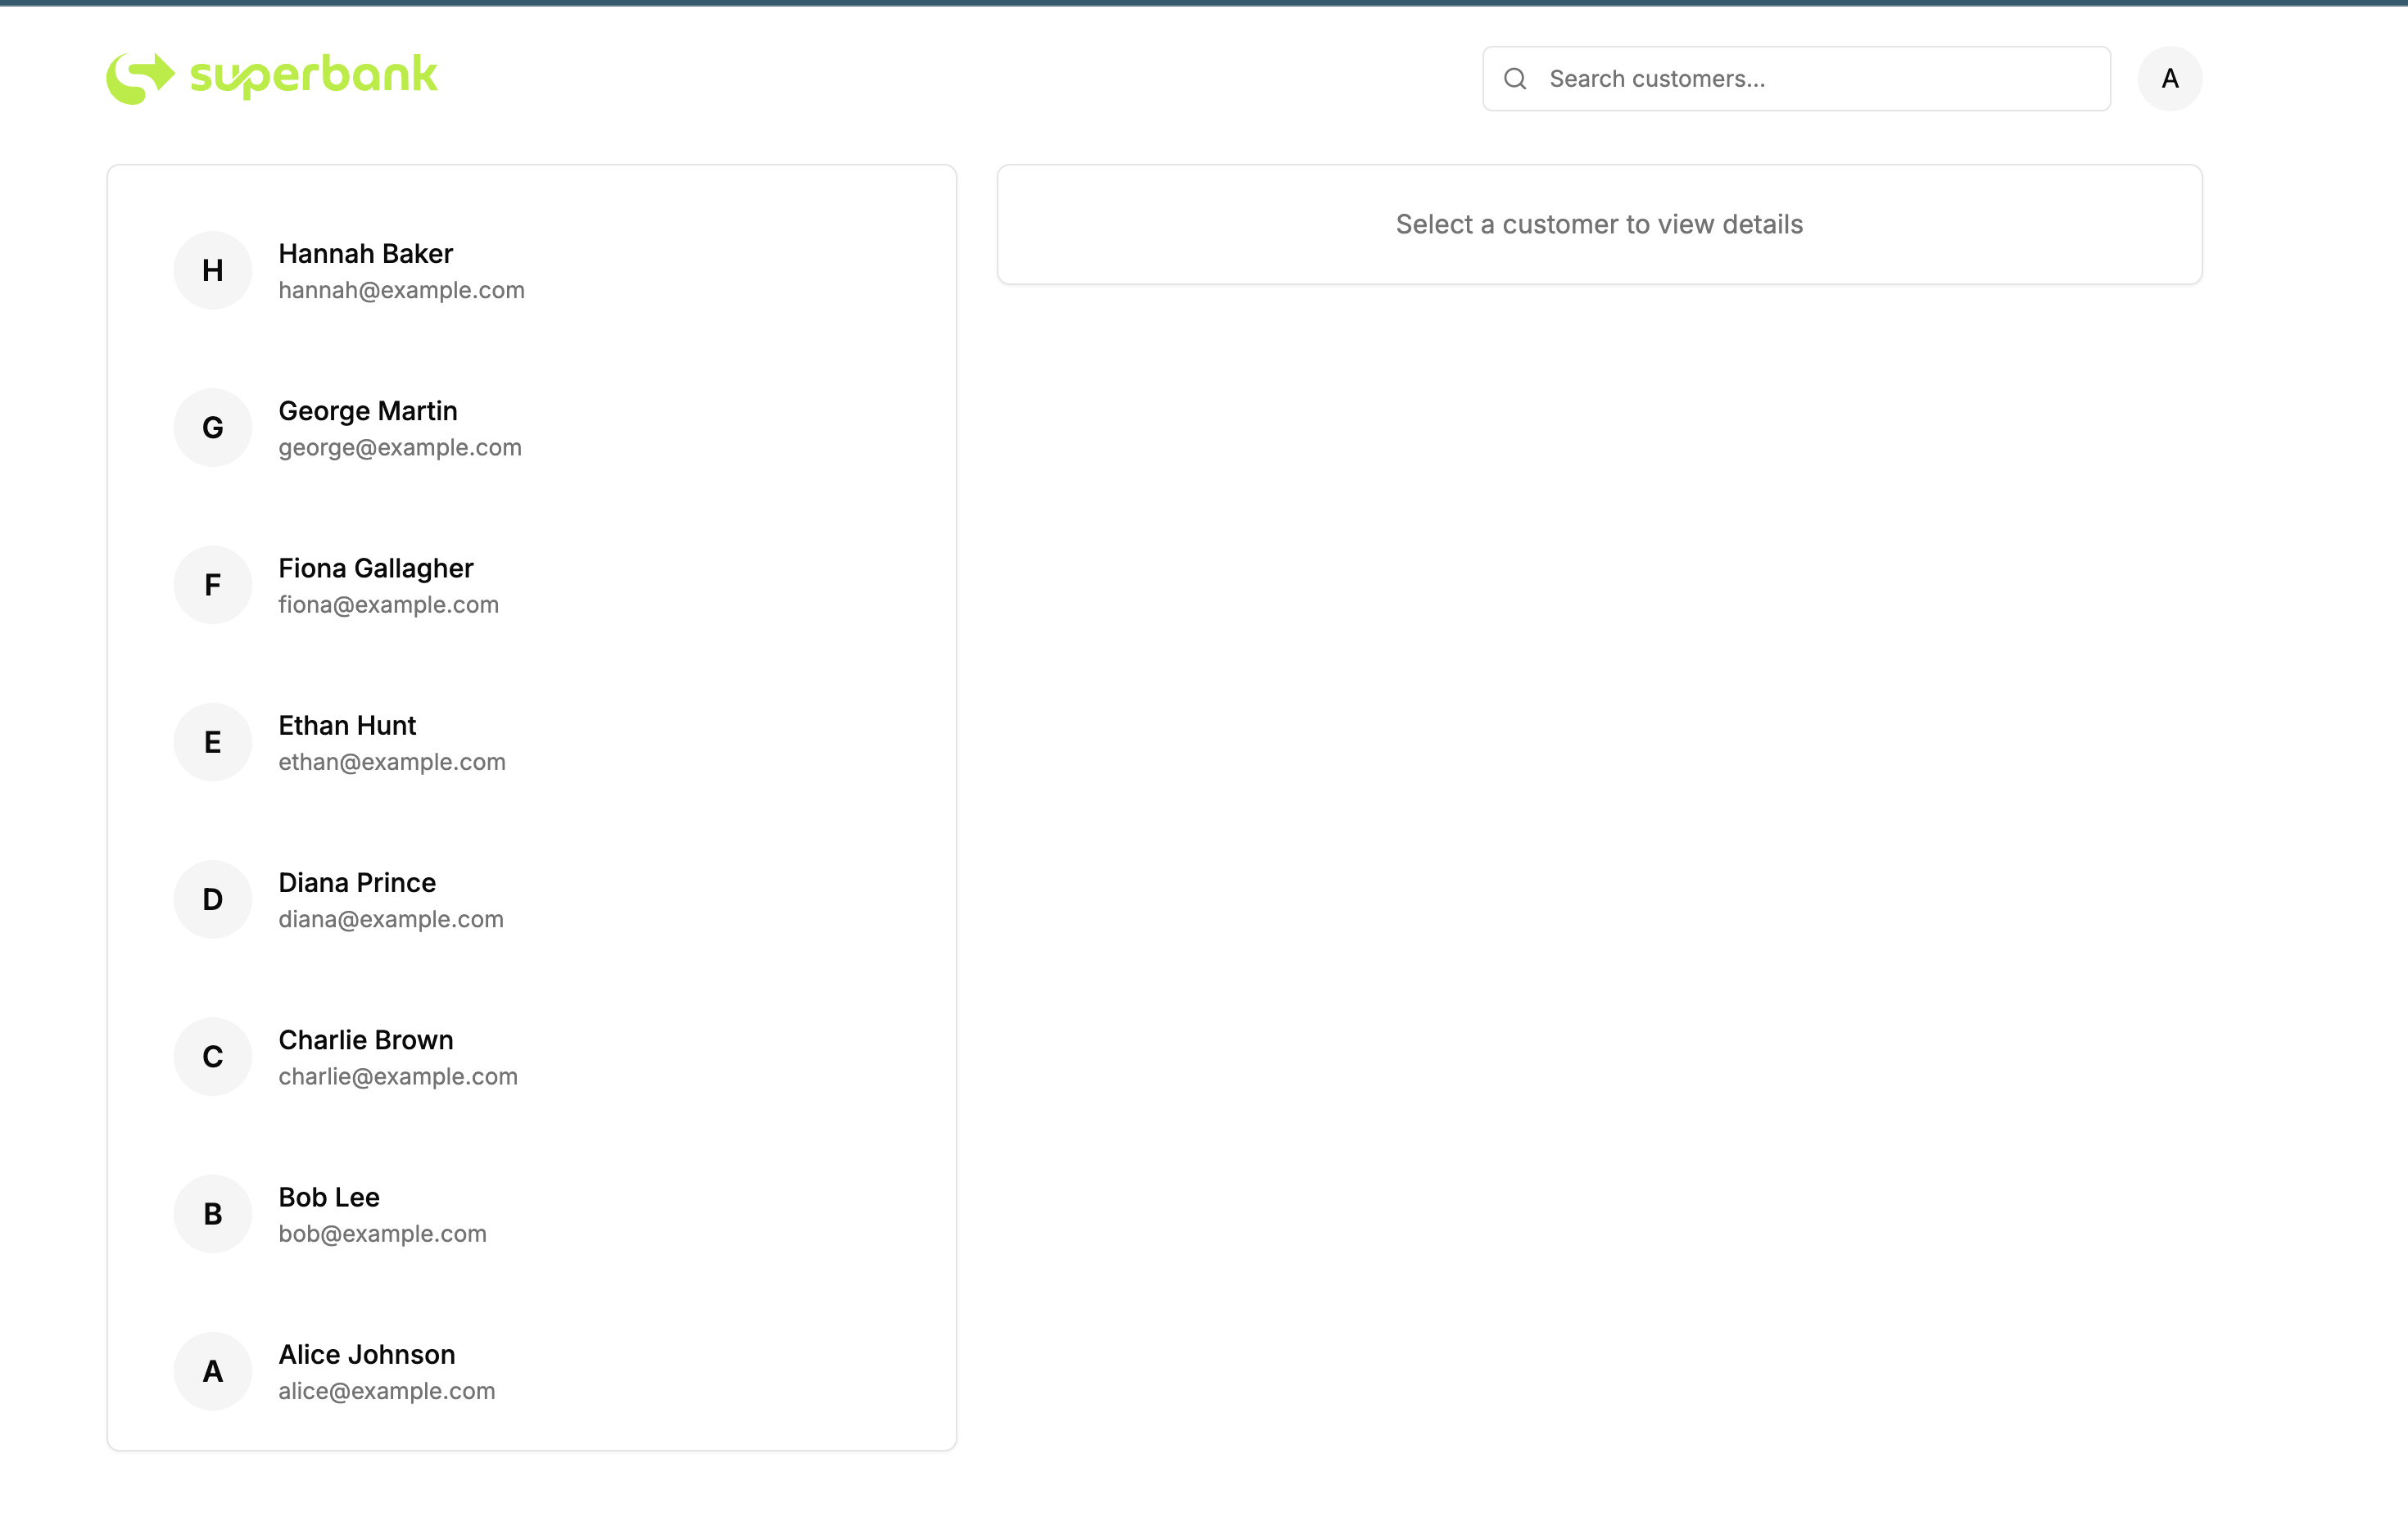 superbank
Search customers...
A
Select a customer to view details
H
Hannah Baker
hannah@example.com
G
George Martin
george@example.com
F
Fiona Gallagher
fiona@example.com
E
Ethan Hunt
ethan@example.com
D
Diana Prince
diana@example.com
C
Charlie Brown
charlie@example.com
B
Bob Lee
bob@example.com
A
Alice Johnson
alice@example.com